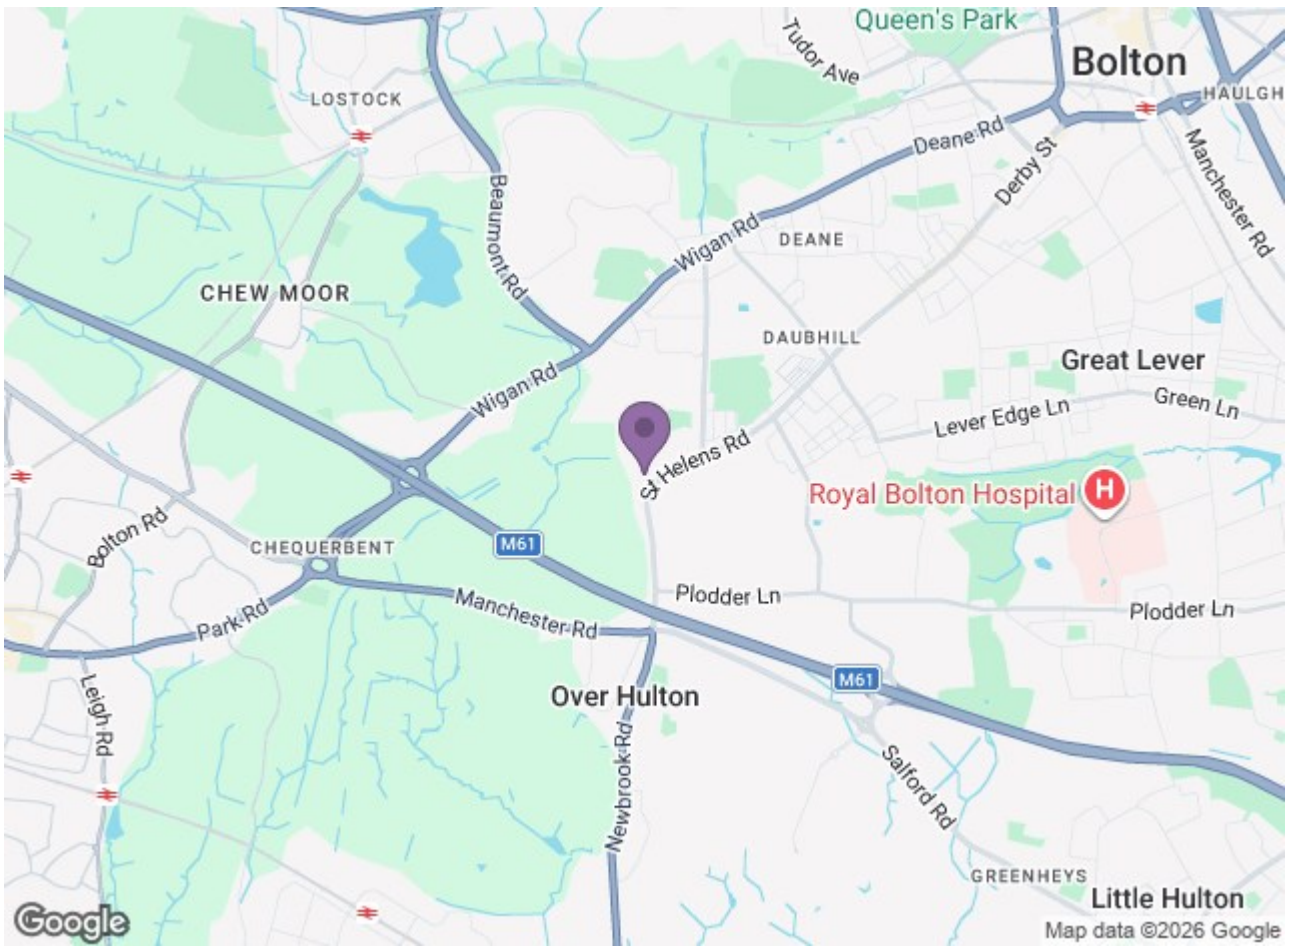 Queen's Park
Tudor Ave
Bolton
LOSTOCK
HAULGH
Deane Rd
Derby St
Manchester Rd
Beaumont Rd
Wigan Rd
DEANE
CHEW MOOR
DAUBHILL
Great Lever
Wigan Rd
Green Ln
Lever Edge Ln
St Helens Rd
Royal Bolton Hospital
H
Bolton Rd
CHEQUERBENT
M61
Plodder Ln
Manchester Rd
Park Rd
Plodder Ln
M61
Over Hulton
Leigh Rd
Newbrook Rd
Salford Rd
GREENHEYS
Little Hulton
Google
Map data ©2026 Google